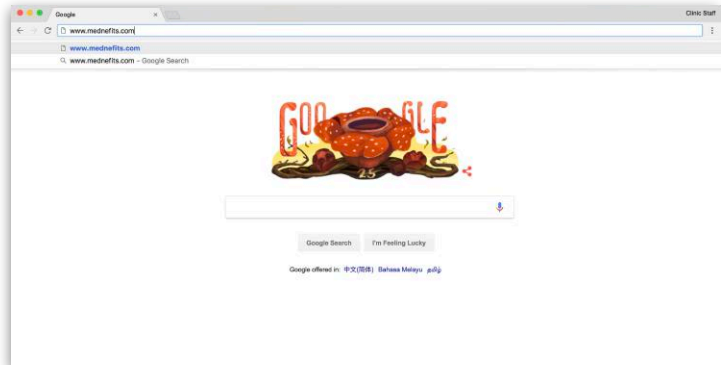 Google
Clinic Staff
www.mednefits.com
www.mednefits.com
www.mednefits.com – Google Search
GOOGLE
25
Google Search
I'm Feeling Lucky
Google offered in: 中文(简体) Bahasa Melayu தமிழ்